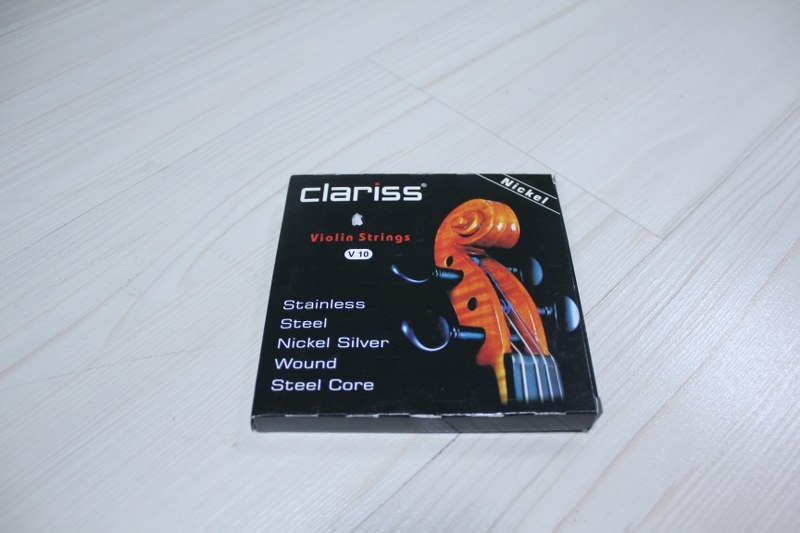 clariss®
Nickel
Violin Strings
V 10
Stainless
Steel
Nickel Silver
Wound
Steel Core